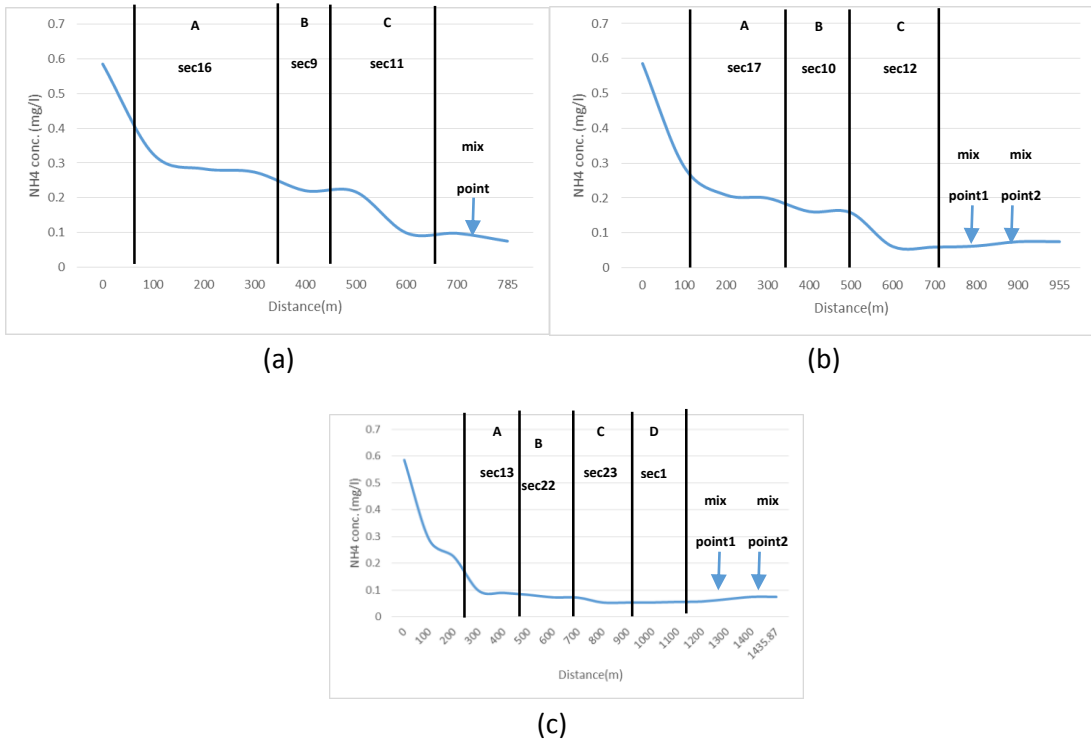 0.7
0.6
0.5
0.4
0.3
0.2
0.1
0
NH4 conc. (mg/l)
A
B
C
sec16
sec9
sec11
mix
point
0 100 200 300 400 500 600 700 785
Distance(m)
(a)
0.7
0.6
0.5
0.4
0.3
0.2
0.1
0
NH4 conc. (mg/l)
A
B
C
sec17
sec10
sec12
mix
point1
mix
point2
0 100 200 300 400 500 600 700 800 900 955
Distance(m)
(b)
0.7
0.6
0.5
0.4
0.3
0.2
0.1
0
NH4 conc. (mg/l)
A
B
C
D
sec13
sec22
sec23
sec1
mix
point1
mix
point2
0 100 200 300 400 500 600 700 800 900 1000 1100 1200 1300 1400 1435.87
Distance(m)
(c)